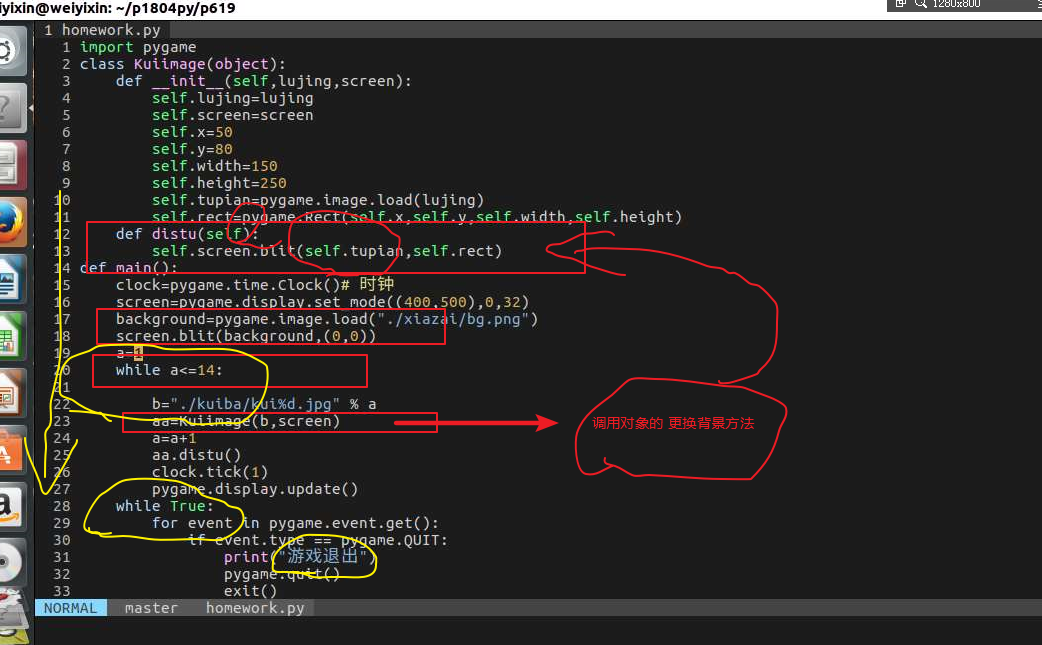 iyixin@weiyixin: ~/p1804py/p619
1280x800
1 homework.py
1 import pygame
2 class Kuiimage(object):
3 def __init__(self,lujing,screen):
4 self.lujing=lujing
5 self.screen=screen
6 self.x=50
7 self.y=80
8 self.width=150
9 self.height=250
10 self.tupian=pygame.image.load(lujing)
11 self.rect=pygame.Rect(self.x,self.y,self.width,self.height)
12 def distu(self):
13 self.screen.blit(self.tupian,self.rect)
14 def main():
15 clock=pygame.time.Clock()# 时钟
16 screen=pygame.display.set_mode((400,500),0,32)
17 background=pygame.image.load("./xiazai/bg.png")
18 screen.blit(background,(0,0))
19 a=1
20 while a<=14:
21
22 b="./kuiba/kui%d.jpg" % a
23 aa=Kuiimage(b,screen)
调用对象的 更换背景方法
24 a=a+1
25 aa.distu()
26 clock.tick(1)
27 pygame.display.update()
28 while True:
29 for event in pygame.event.get():
30 if event.type == pygame.QUIT:
31 print("游戏退出")
32 pygame.quit()
33 exit()
NORMAL master homework.py